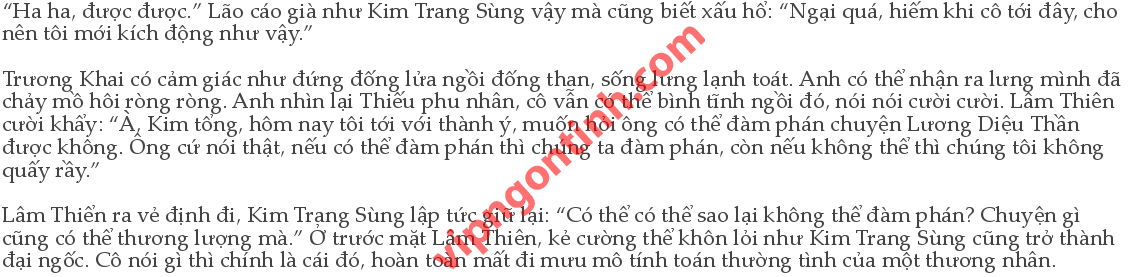 “Ha ha, được được.” Lão cáo già như Kim Trang Sùng vậy mà cũng biết xấu hổ: “Ngại quá, hiếm khi cô tới đây, cho
nên tôi mới kích động như vậy.”
Trương Khai có cảm giác như đứng đống lửa ngồi đống than, sống lưng lạnh toát. Anh có thể nhận ra lưng mình đã
chảy mồ hôi ròng ròng. Anh nhìn lại Thiếu phu nhân, cô vẫn có thể bình tĩnh ngồi đó, nói nói cười cười. Lâm Thiên
cười khẩy: “À, Kim tổng, hôm nay tôi tới với thành ý, muốn hỏi ông có thể đàm phán chuyện Lương Diệu Thần
được không. Ông cứ nói thật, nếu có thể đàm phán thì chúng ta đàm phán, còn nếu không thể thì chúng tôi không
quấy rầy.”
Lâm Thiển ra vẻ định đi, Kim Trang Sùng lập tức giữ lại: “Có thể có thể sao lại không thể đàm phán? Chuyện gì
cũng có thể thương lượng mà.” Ở trước mặt Lâm Thiên, kẻ cường thể khôn lỏi như Kim Trang Sùng cũng trở thành
đại ngốc. Cô nói gì thì chính là cái đó, hoàn toàn mất đi mưu mô tính toán thường tình của một thương nhân.
vipngontinh.com